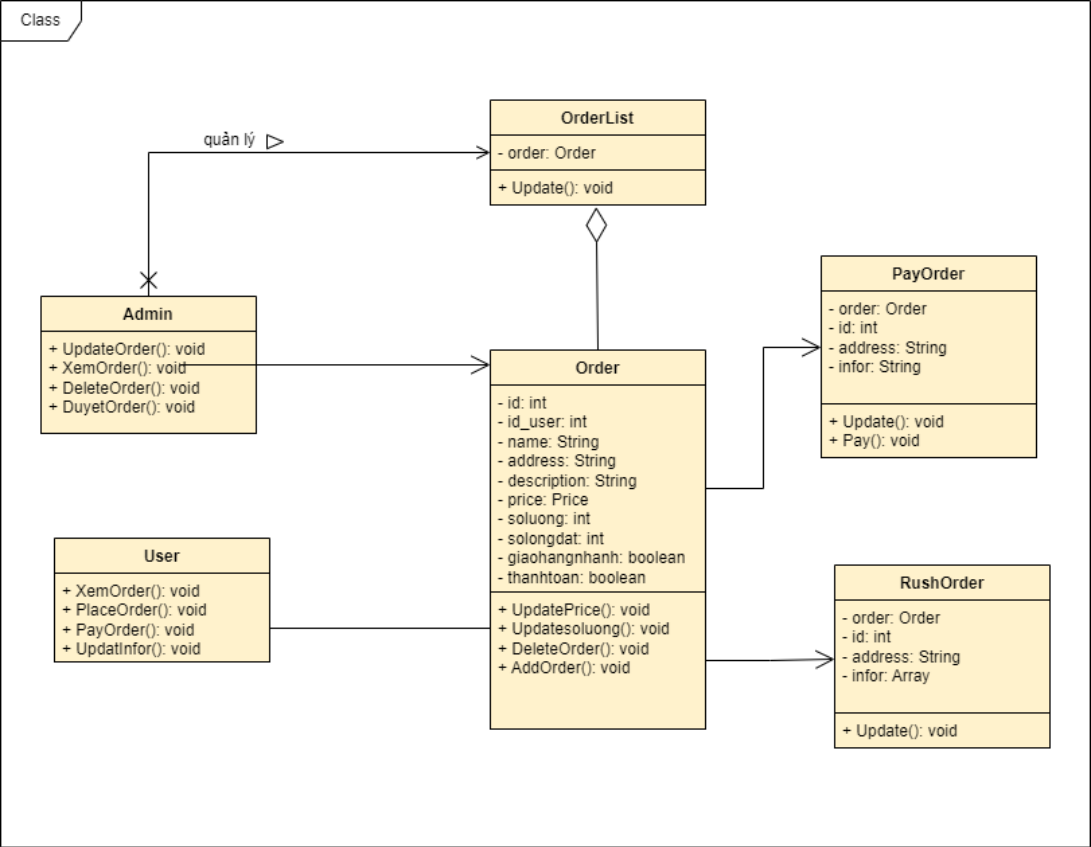 Class
quản lý
OrderList
- order: Order
+ Update(): void
Admin
+ UpdateOrder(): void
+ XemOrder(): void
+ DeleteOrder(): void
+ DuyetOrder(): void
User
+ XemOrder(): void
+ PlaceOrder(): void
+ PayOrder(): void
+ UpdatInfor(): void
Order
- id: int
- id_user: int
- name: String
- address: String
- description: String
- price: Price
- soluong: int
- solongdat: int
- giaohangnhanh: boolean
- thanhtoan: boolean
+ UpdatePrice(): void
+ Updatesoluong(): void
+ DeleteOrder(): void
+ AddOrder(): void
PayOrder
- order: Order
- id: int
- address: String
- infor: String
+ Update(): void
+ Pay(): void
RushOrder
- order: Order
- id: int
- address: String
- infor: Array
+ Update(): void